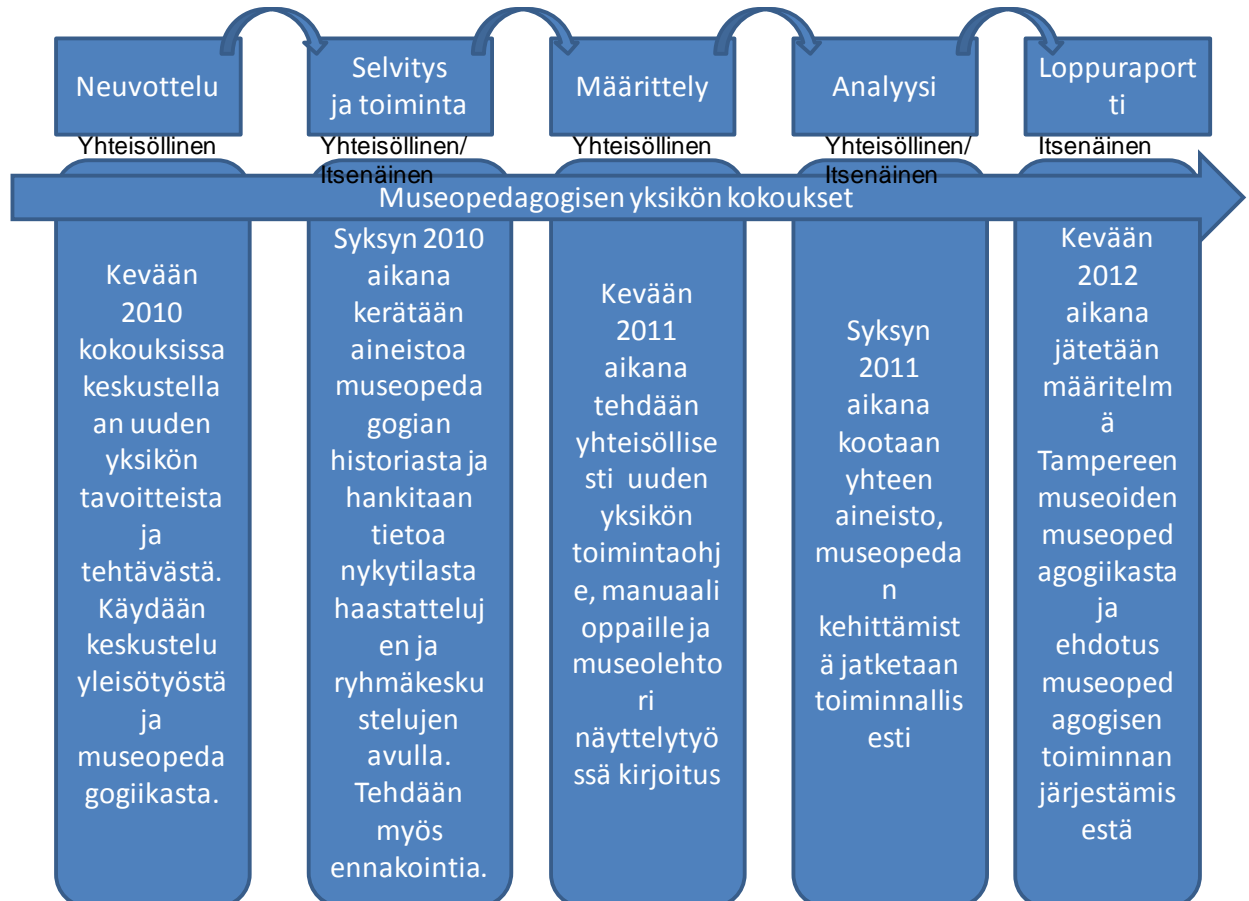 Neuvottelu
Selvitys
ja toiminta
Määrittely
Analyysi
Loppuraport
ti
Yhteisöllinen
Yhteisöllinen/
Itsenäinen
Yhteisöllinen
Yhteisöllinen/
Itsenäinen
Itsenäinen
Museopedagogisen yksikön kokoukset
Kevään
2010
kokouksissa
keskustell
an uuden
yksikön
tavoitteista
ja
tehtävästä.
Käydään
keskustelu
yleisötyöstä
ja
museopeda
gogiikasta.
Syksyn 2010
aikana
kerätään
aineistoa
museopeda
gogian
historiasta ja
hankitaan
tietoa
nykytilasta
haastatteluj
en ja
ryhmäkesku
stelujen
avulla.
Tehdään
myös
ennakointia.
Kevään
2011
aikana
tehdään
yhteisöllise
sti uuden
yksikön
toimintaohj
e, manuaali
oppaille ja
museolehto
ri
näyttelytyö
ssä kirjoitus
Syksyn
2011
aikana
kootaan
yhteen
aineisto,
museopeda
n
kehittämist
ä jatketaan
toiminnallis
esti
Kevään
2012
aikana
jätetään
määritelm
ä
Tampereen
museoiden
museoped
agogiikasta
ja
ehdotus
museoped
agogisen
toiminnan
järjestämis
estä